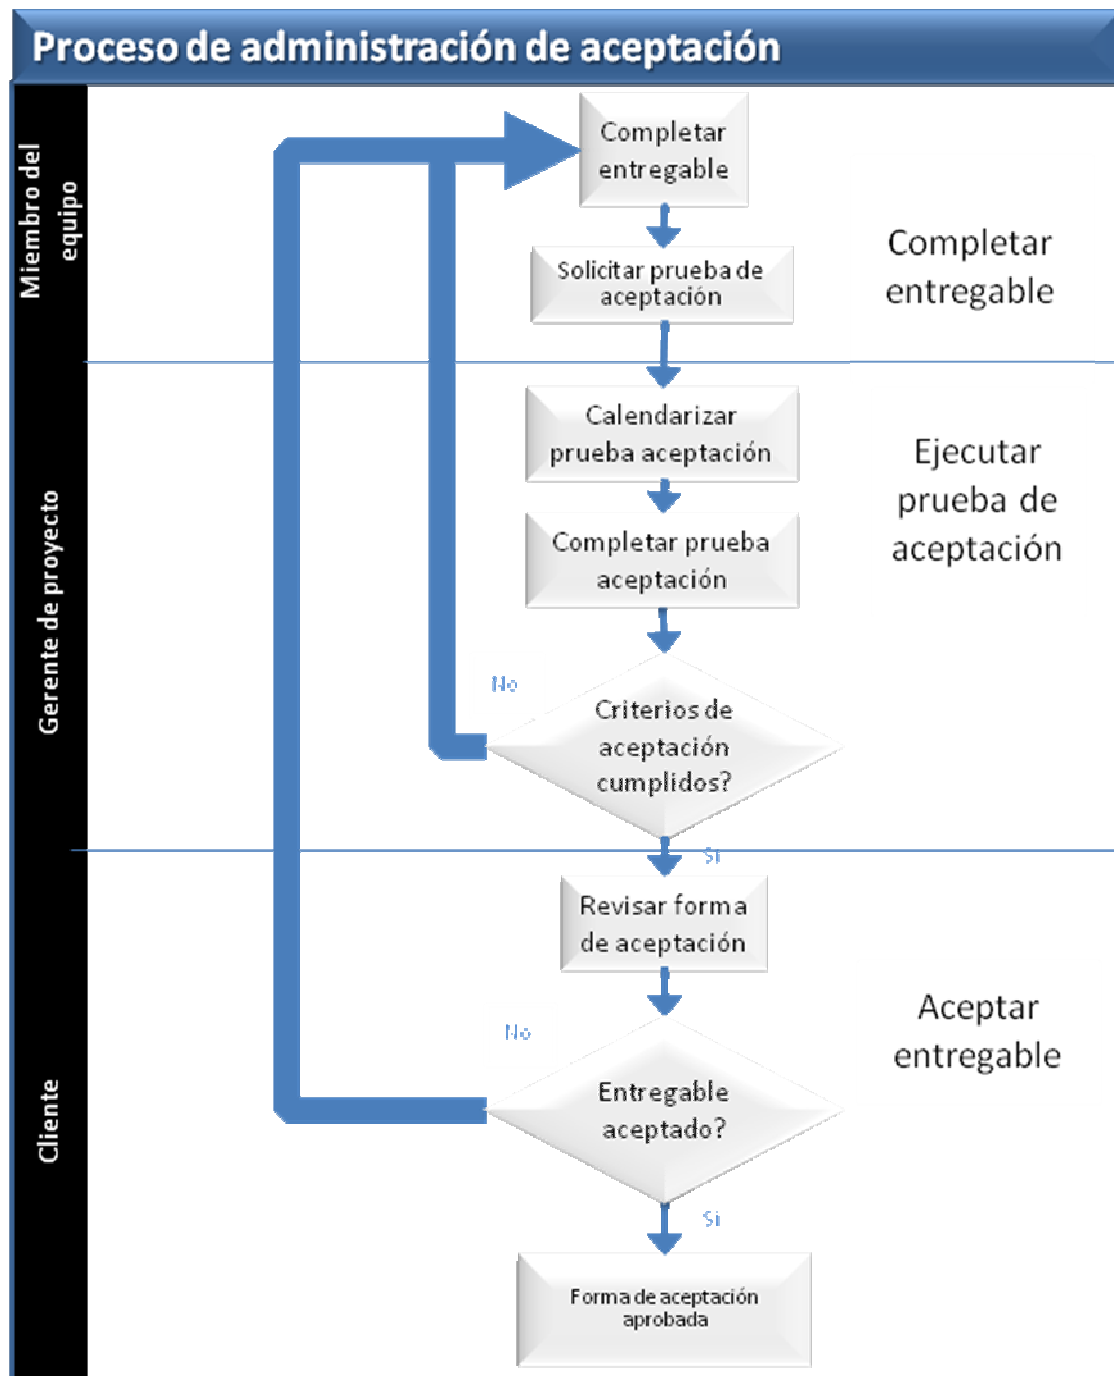 Proceso de administración de aceptación
Miembro del
equipo
Completar
entregable
Solicitar prueba de
aceptación
Completar
entregable
Gerente de proyecto
Calendarizar
prueba aceptación
Completar prueba
aceptación
Ejecutar
prueba de
aceptación
No
Criterios de
aceptación
cumplidos?
Si
Cliente
Revisar forma
de aceptación
Aceptar
entregable
No
Entregable
aceptado?
Si
Forma de aceptación
aprobada